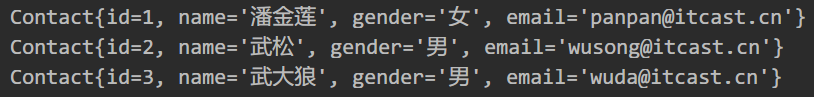 Contact{id=1, name='潘金莲', gender='女', email='panpan@itcast.cn'}
Contact{id=2, name='武松', gender='男', email='wusong@itcast.cn'}
Contact{id=3, name='武大狼', gender='男', email='wuda@itcast.cn'}